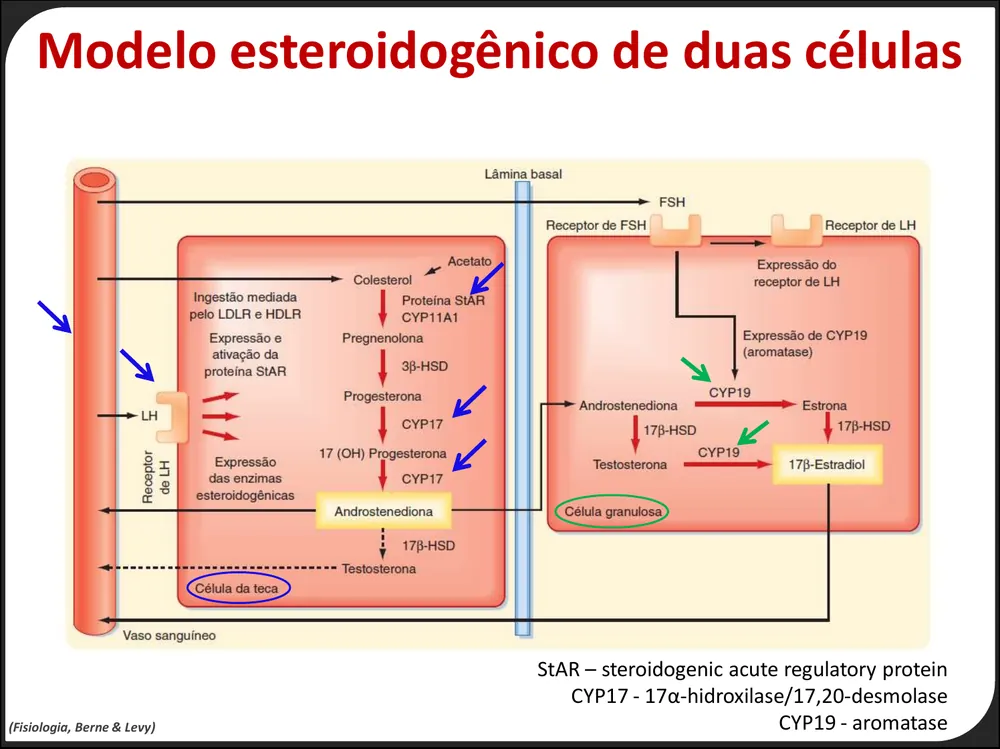 Modelo esteroidogênico de duas células
Lâmina basal
FSH
Receptor de FSH
Receptor de LH
Expressão do
receptor de LH
Acetato
Colesterol
Ingestão mediada
pelo LDLR e HDLR
Proteína StAR
CYP11A1
Expressão e
ativação da
proteína StAR
Pregnenolona
3β-HSD
Progesterona
LH
Receptor
de LH
CYP17
17 (OH) Progesterona
Expressão
das enzimas
esteroidogênicas
CYP17
Androstenediona
17β-HSD
Testosterona
Célula da teca
Vaso sanguíneo
Expressão de CYP19
(aromatase)
CYP19
Androstenediona
Estrona
17β-HSD
17β-HSD
CYP19
Testosterona
17β-Estradiol
Célula granulosa
StAR – steroidogenic acute regulatory protein
CYP17 - 17α-hidroxilase/17,20-desmolase
CYP19 - aromatase
(Fisiologia, Berne & Levy)